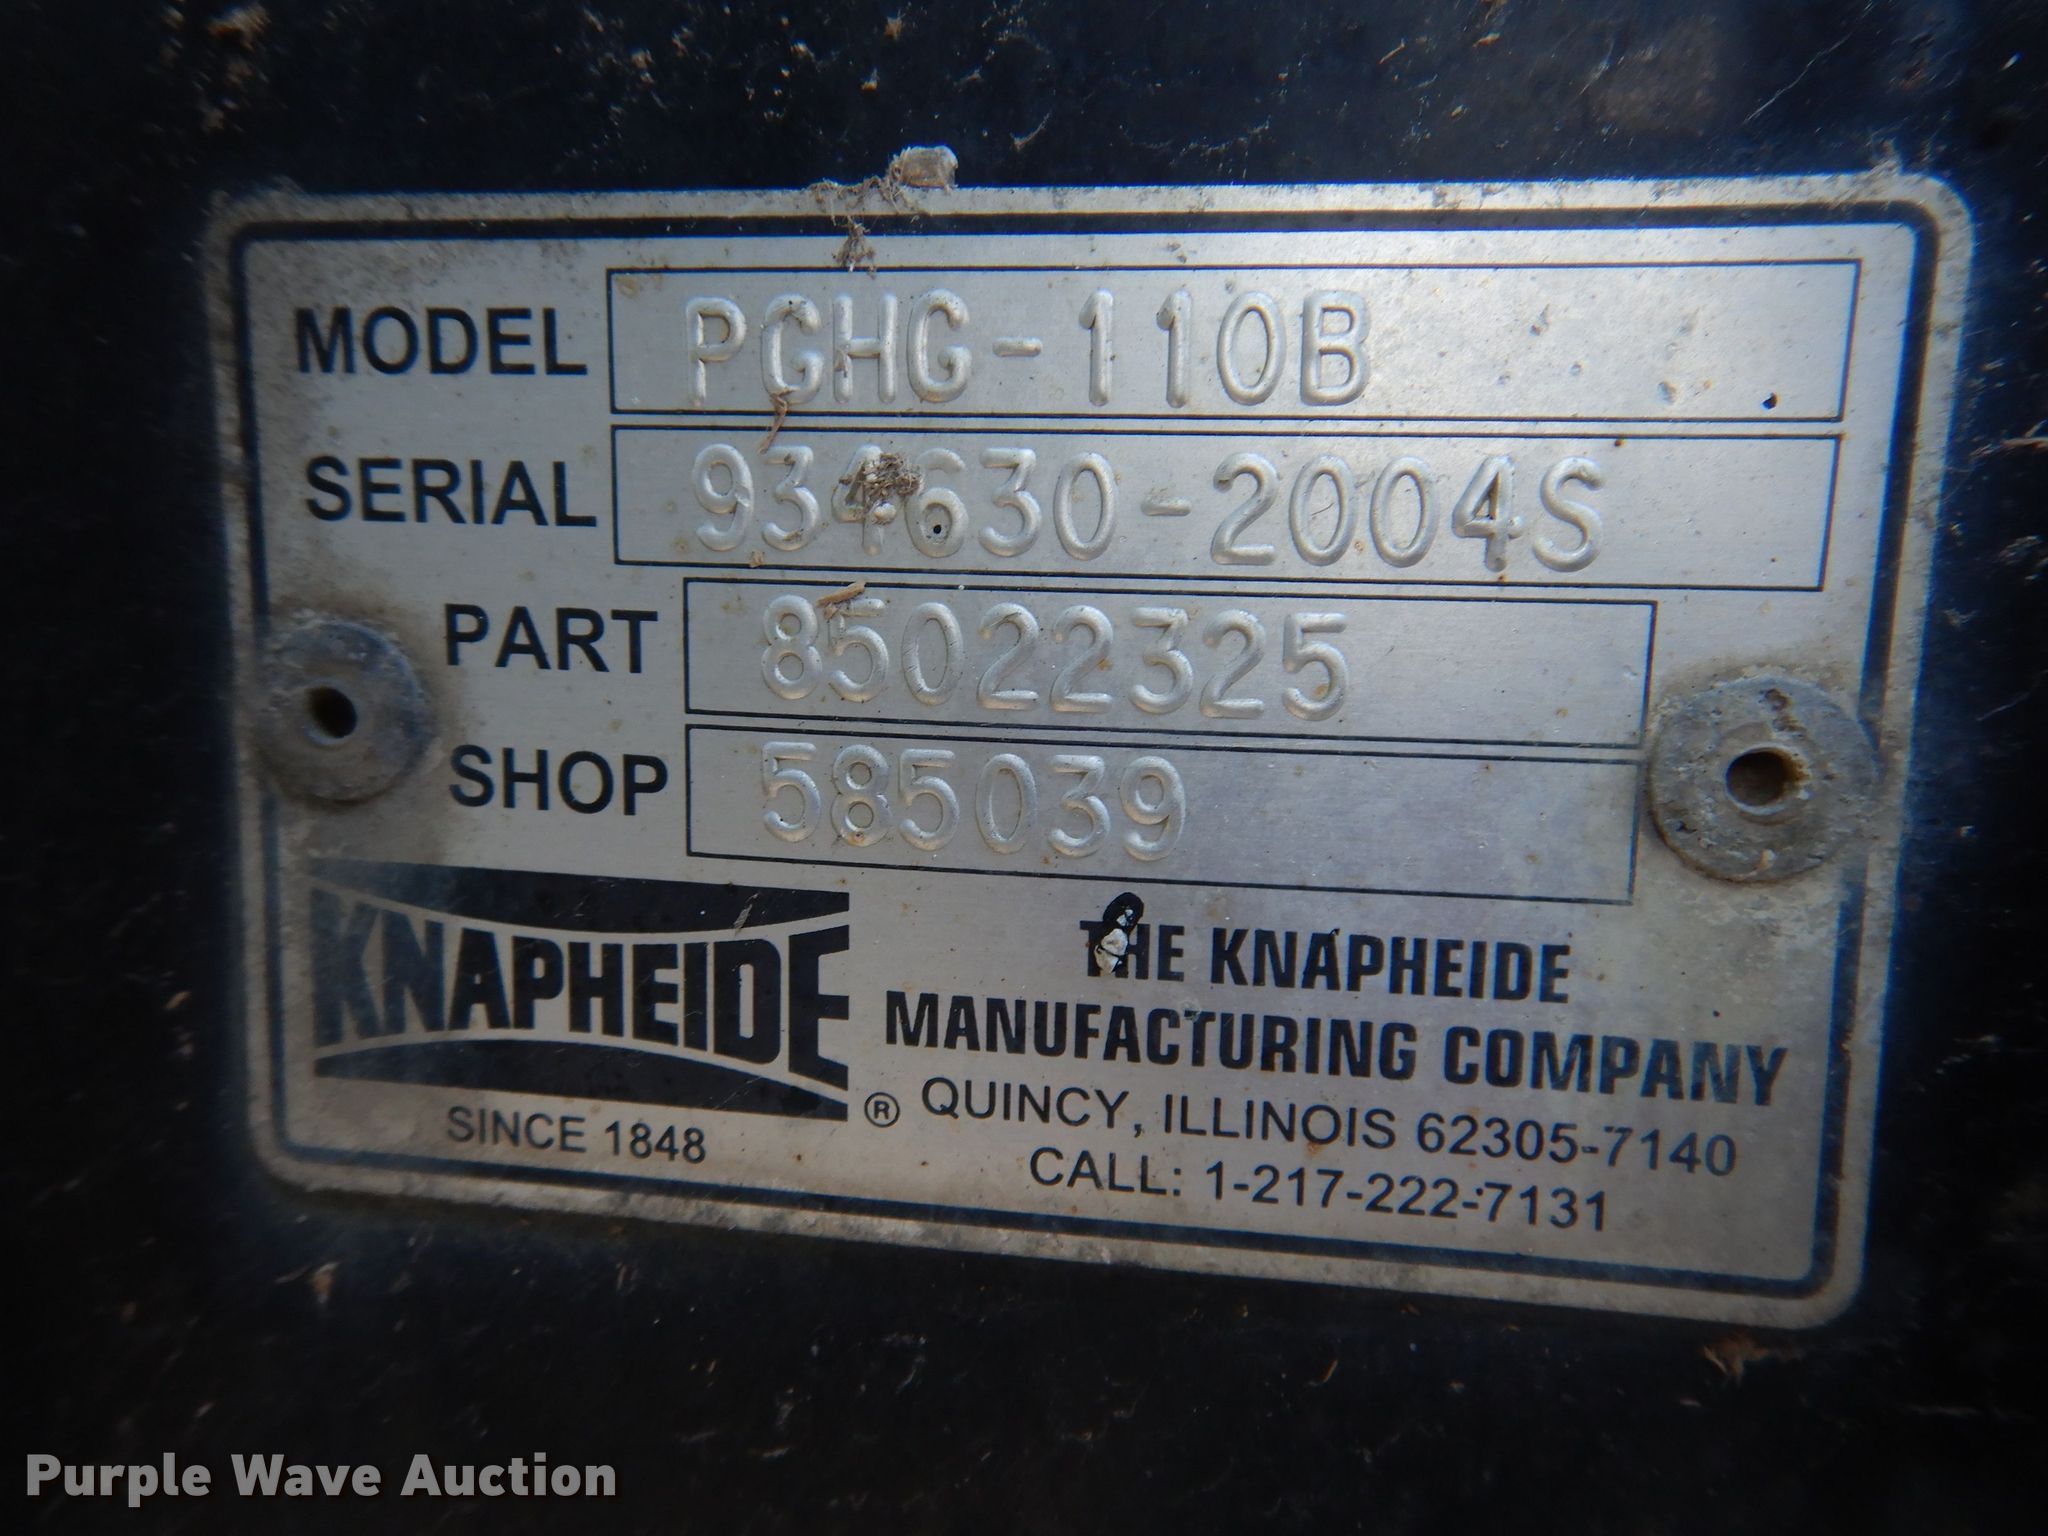 MODEL PGHG-110B
SERIAL 934630-2004S
PART 85022325
SHOP 585039
KNAPHEIDE ®
SINCE 1848
THE KNAPHEIDE
MANUFACTURING COMPANY
QUINCY, ILLINOIS 62305-7140
CALL: 1-217-222-7131
Purple Wave Auction